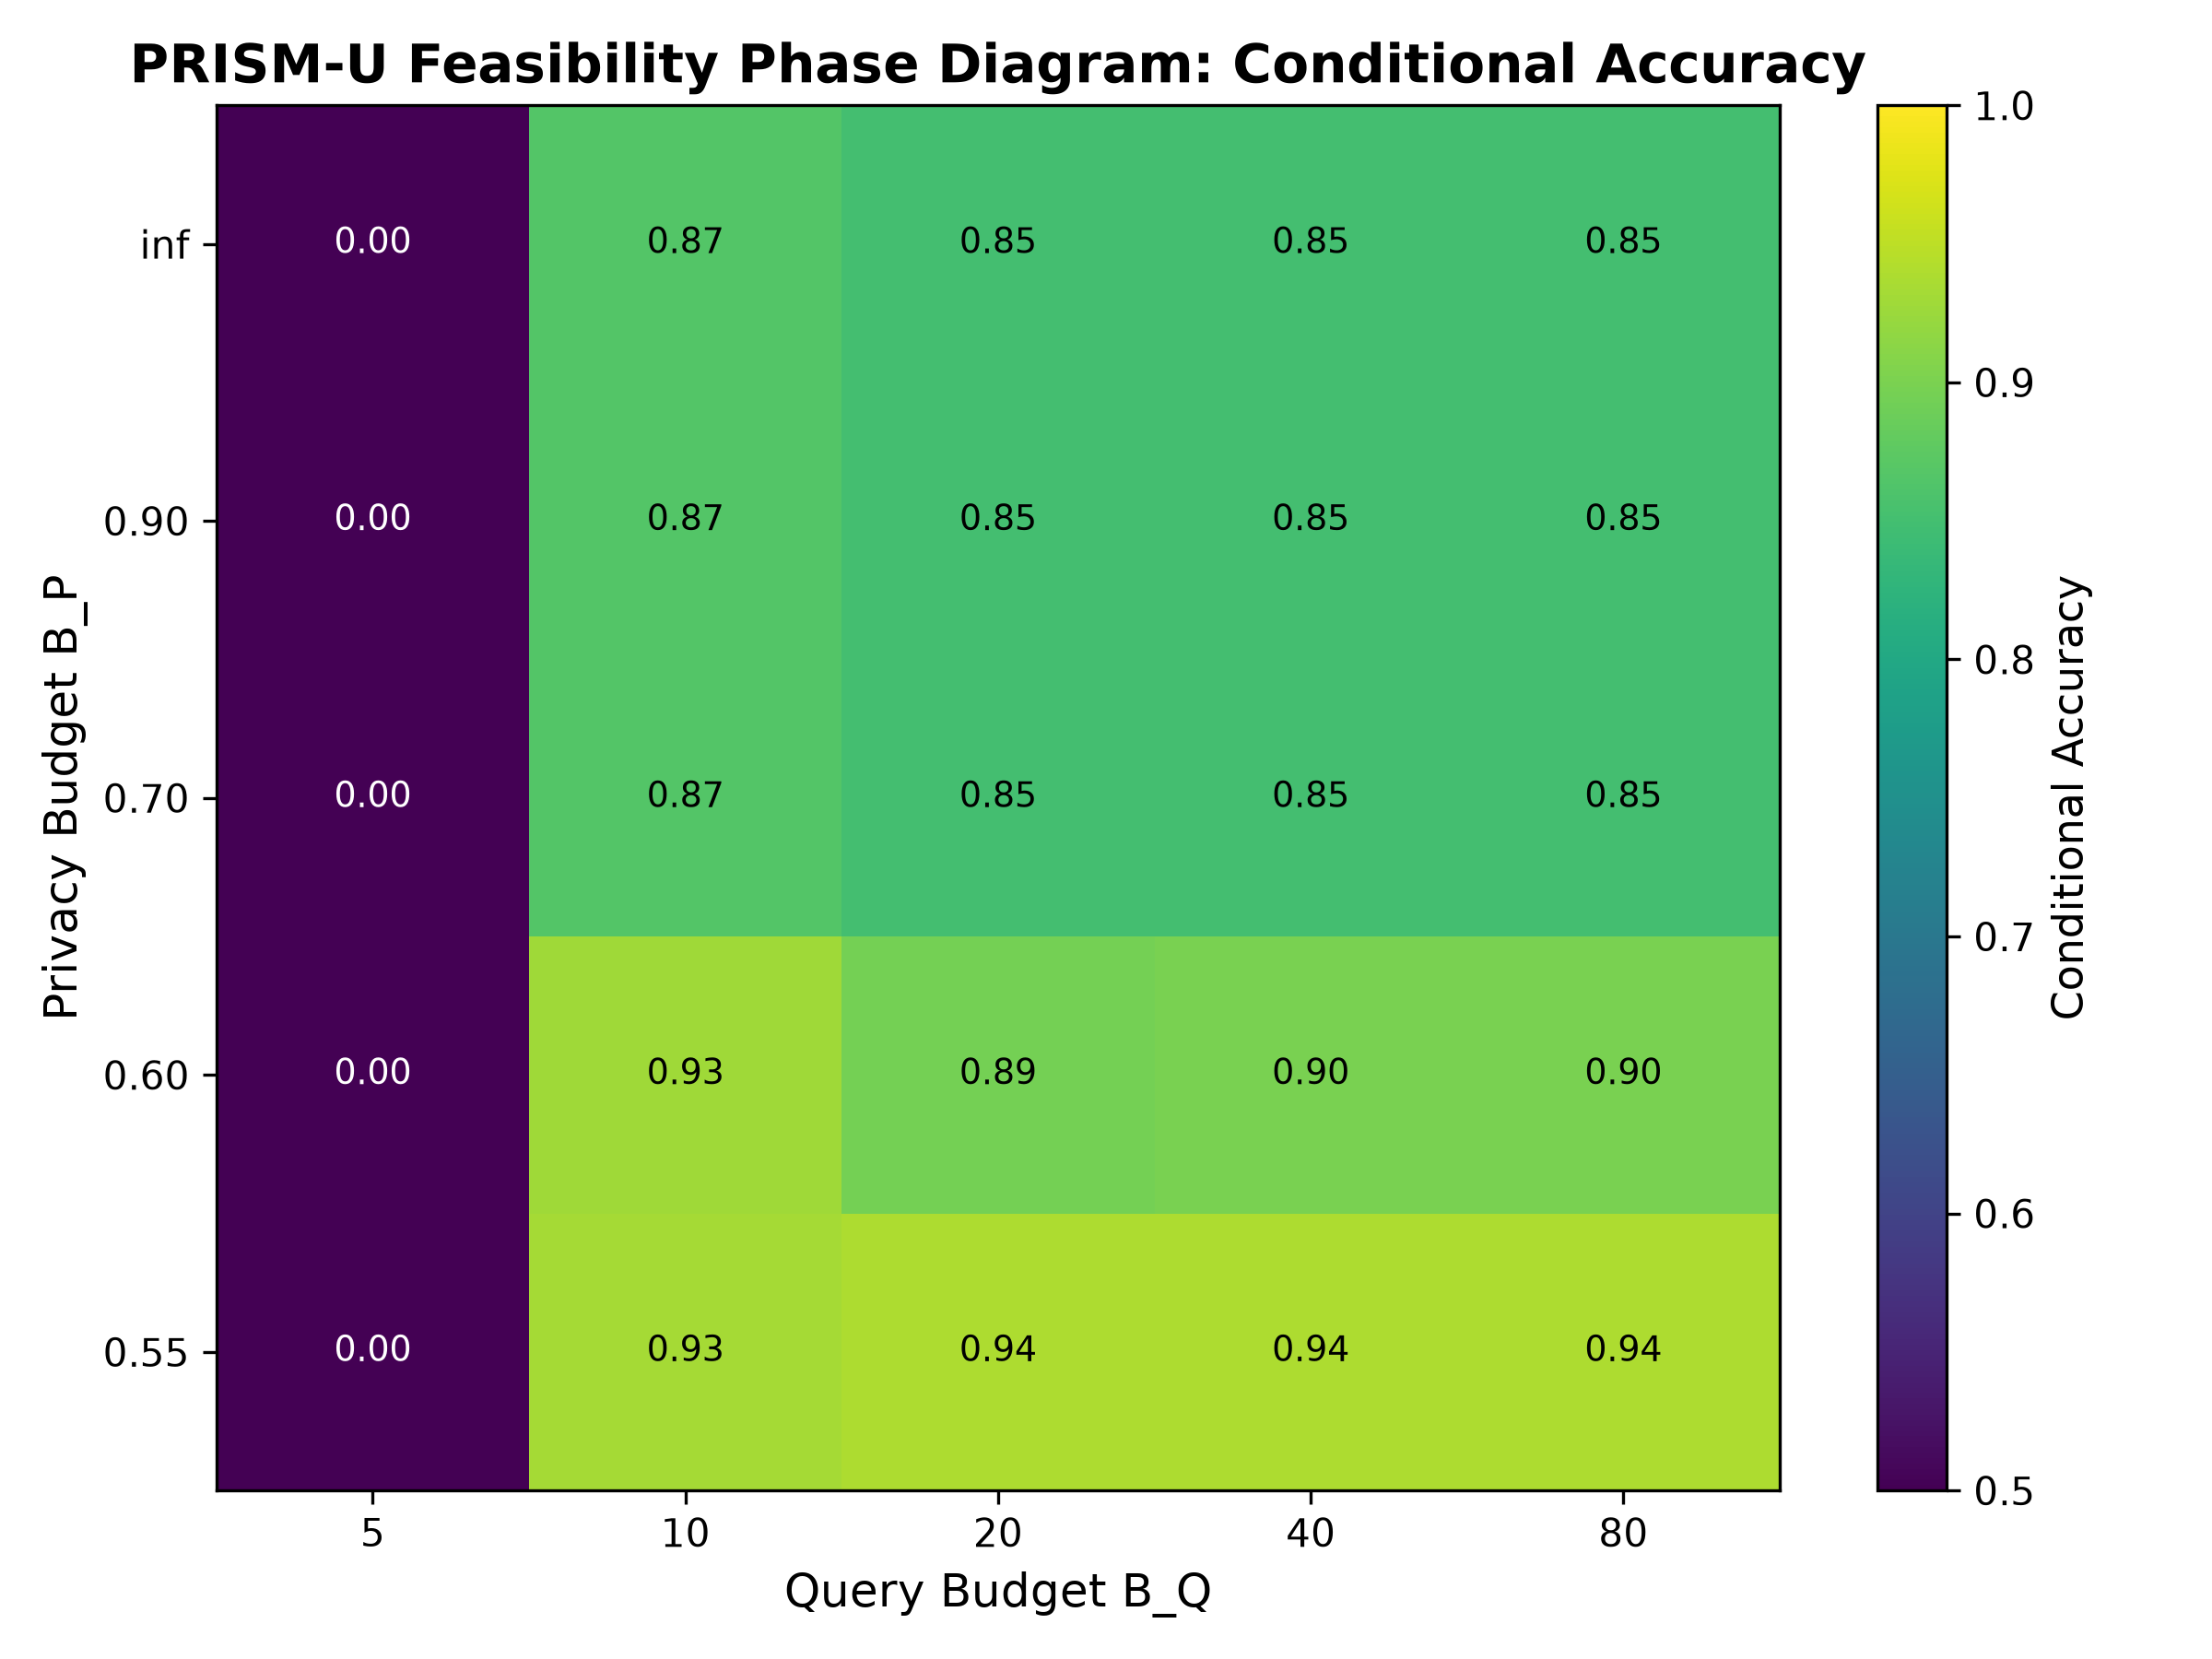 PRISM-U Feasibility Phase Diagram: Conditional Accuracy
Privacy Budget B_P
inf 0.00 0.87 0.85 0.85 0.85
0.90 0.00 0.87 0.85 0.85 0.85
0.70 0.00 0.87 0.85 0.85 0.85
0.60 0.00 0.93 0.89 0.90 0.90
0.55 0.00 0.93 0.94 0.94 0.94
5 10 20 40 80
Query Budget B_Q
1.0
0.9
0.8
0.7
0.6
0.5
Conditional Accuracy